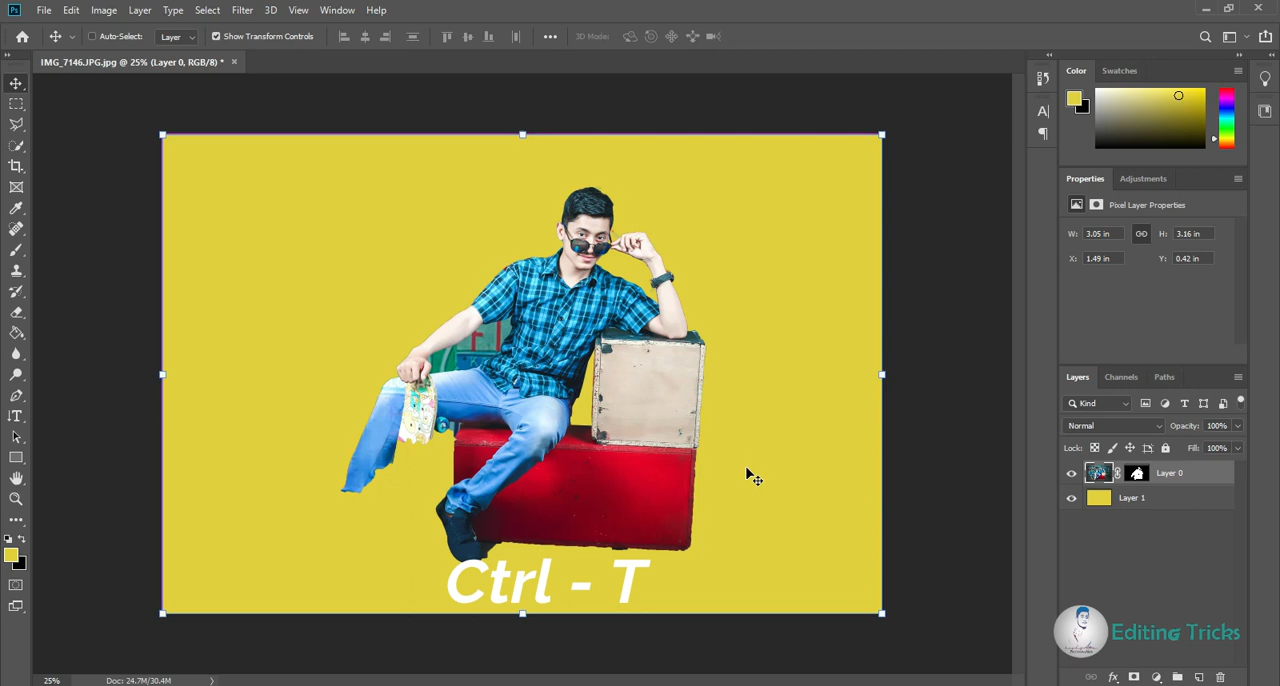 Ps File Edit Image Layer Type Select Filter 3D View Window Help
Auto-Select: Layer Show Transform Controls 3D Mode:
IMG_7146.JPG.jpg @ 25% (Layer 0, RGB/8) * ×
Color Swatches
Properties Adjustments
Pixel Layer Properties
W: 3.05 in GO H: 3.16 in
X: 1.49 in Y: 0.42 in
Layers Channels Paths
Kind
Normal Opacity: 100%
Lock: Fill: 100%
Layer 0
Layer 1
Ctrl - T
Editing Tricks
25% Doc: 24.7M/30.4M